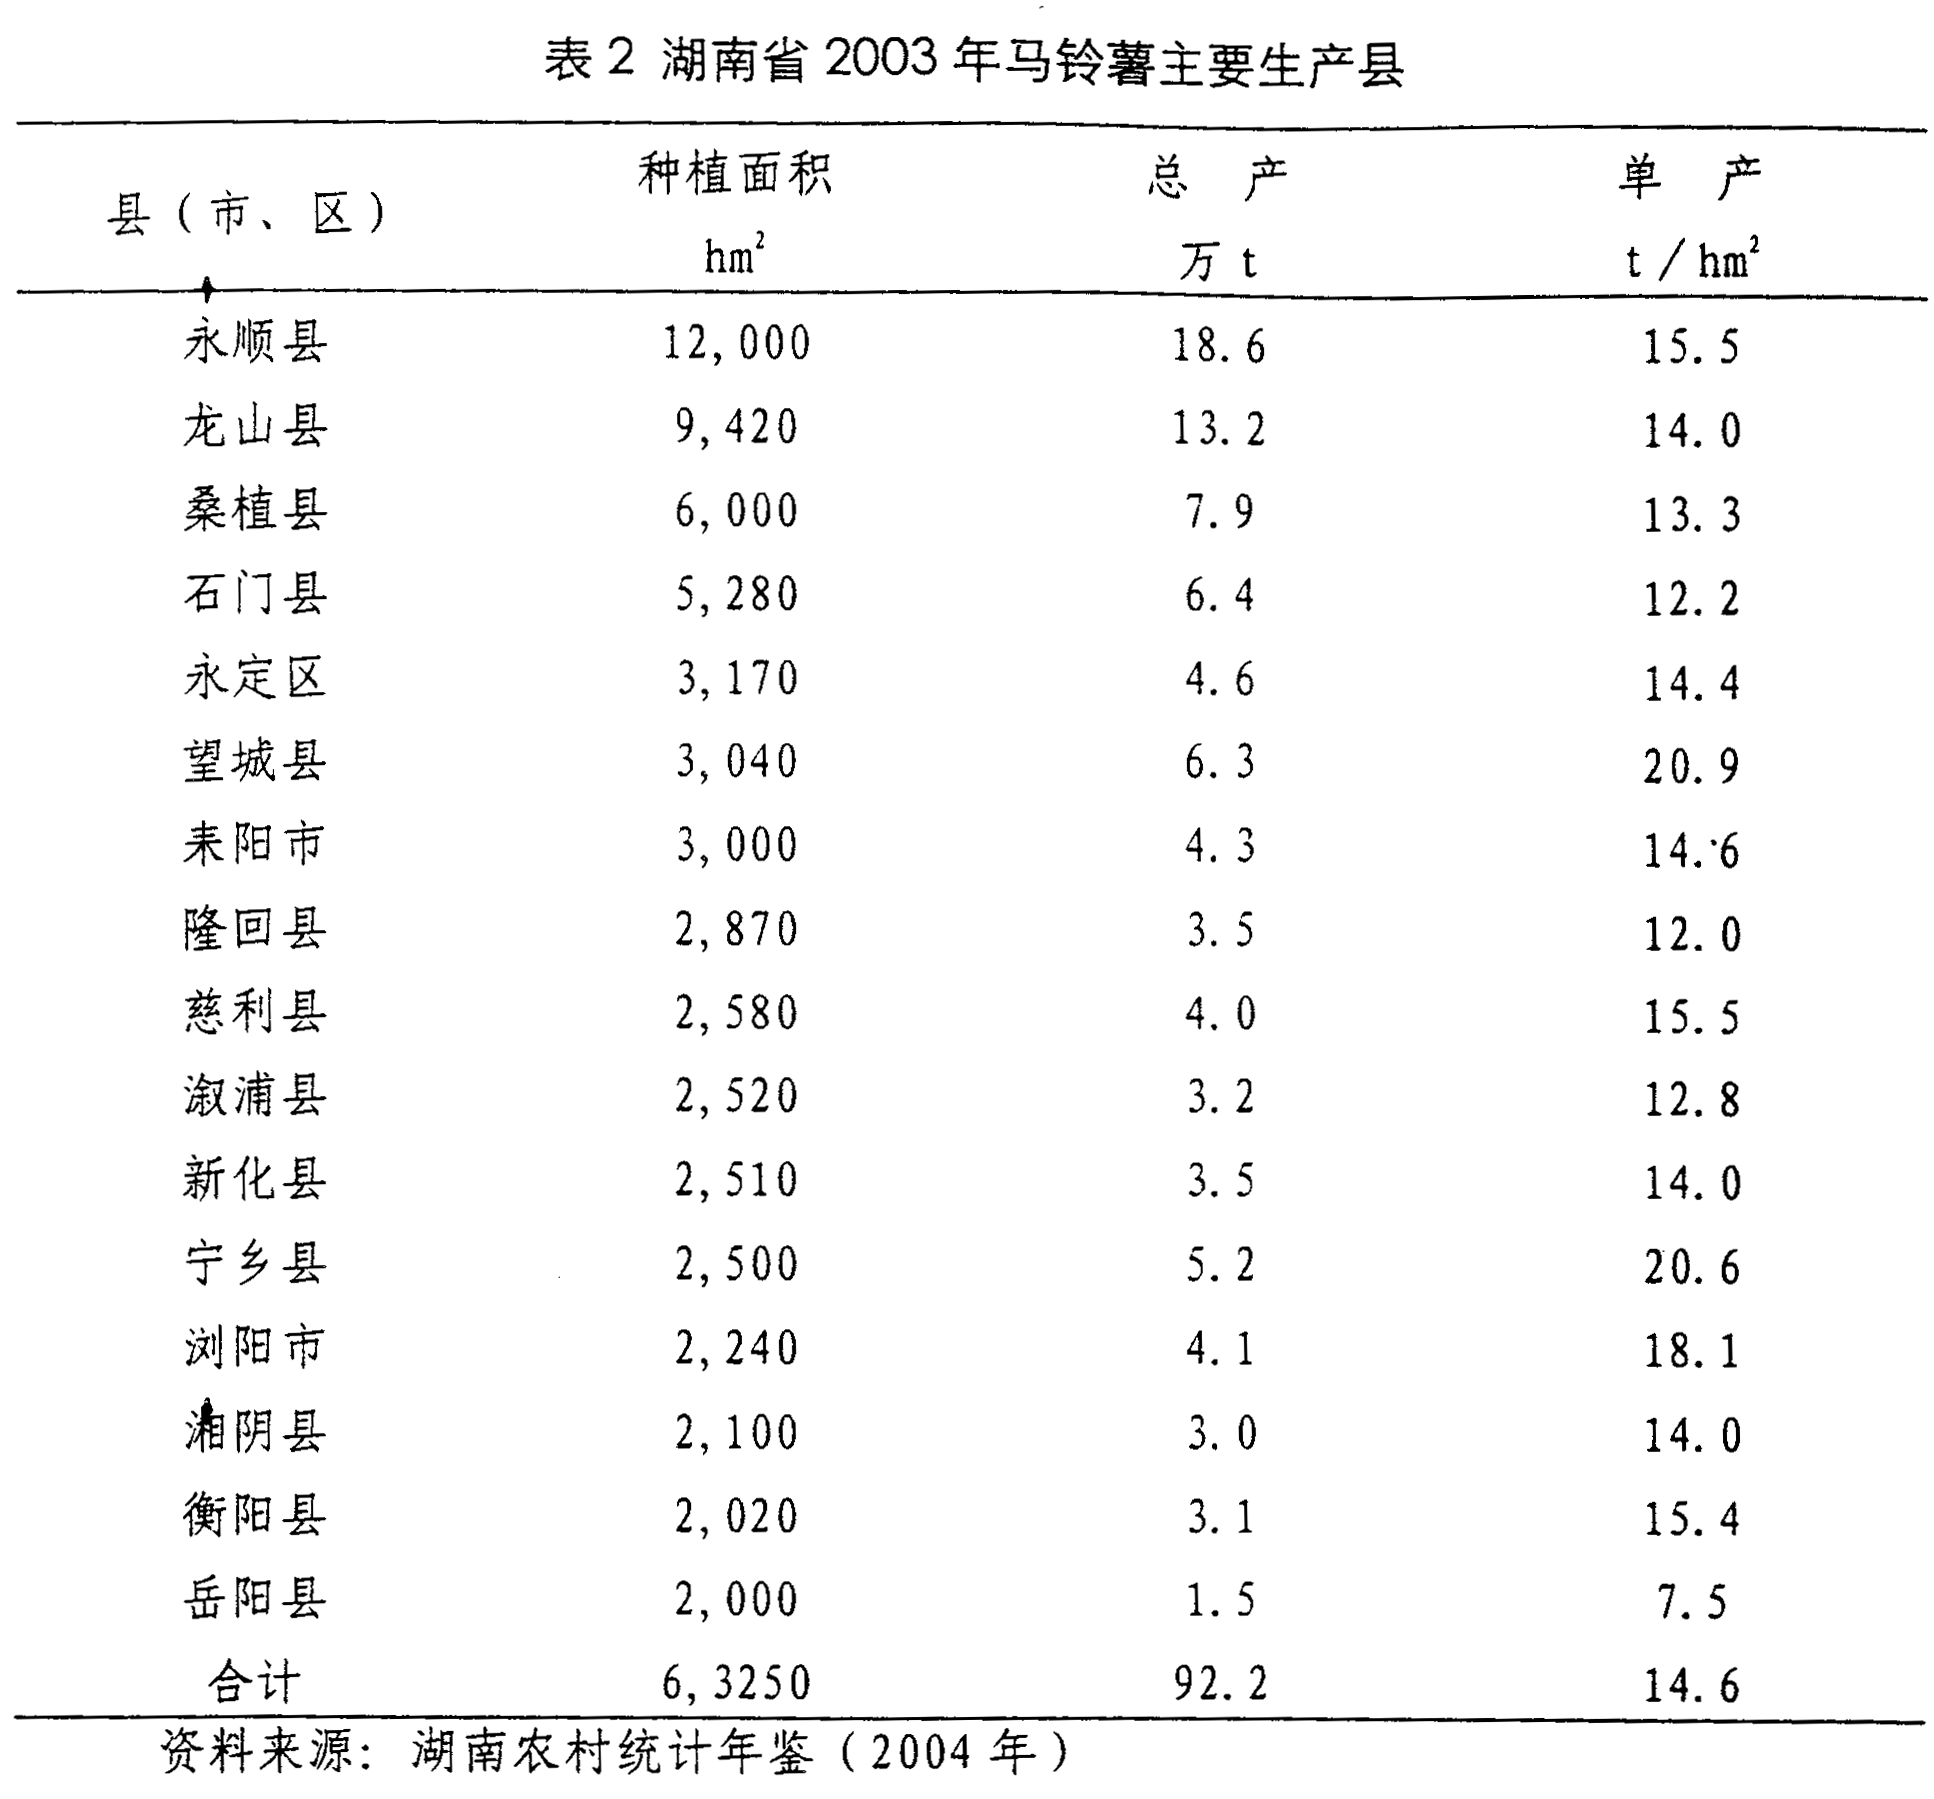 表2 湖南省2003年马铃薯主要生产县
县(市、区) 种植面积 总 产 单 产
hm² 万t t/hm²
永顺县 12,000 18.6 15.5
龙山县 9,420 13.2 14.0
桑植县 6,000 7.9 13.3
石门县 5,280 6.4 12.2
永定区 3,170 4.6 14.4
望城县 3,040 6.3 20.9
耒阳市 3,000 4.3 14.6
隆回县 2,870 3.5 12.0
慈利县 2,580 4.0 15.5
溆浦县 2,520 3.2 12.8
新化县 2,510 3.5 14.0
宁乡县 2,500 5.2 20.6
浏阳市 2,240 4.1 18.1
湘阴县 2,100 3.0 14.0
衡阳县 2,020 3.1 15.4
岳阳县 2,000 1.5 7.5
合计 6,3250 92.2 14.6
资料来源：湖南农村统计年鉴(2004年)